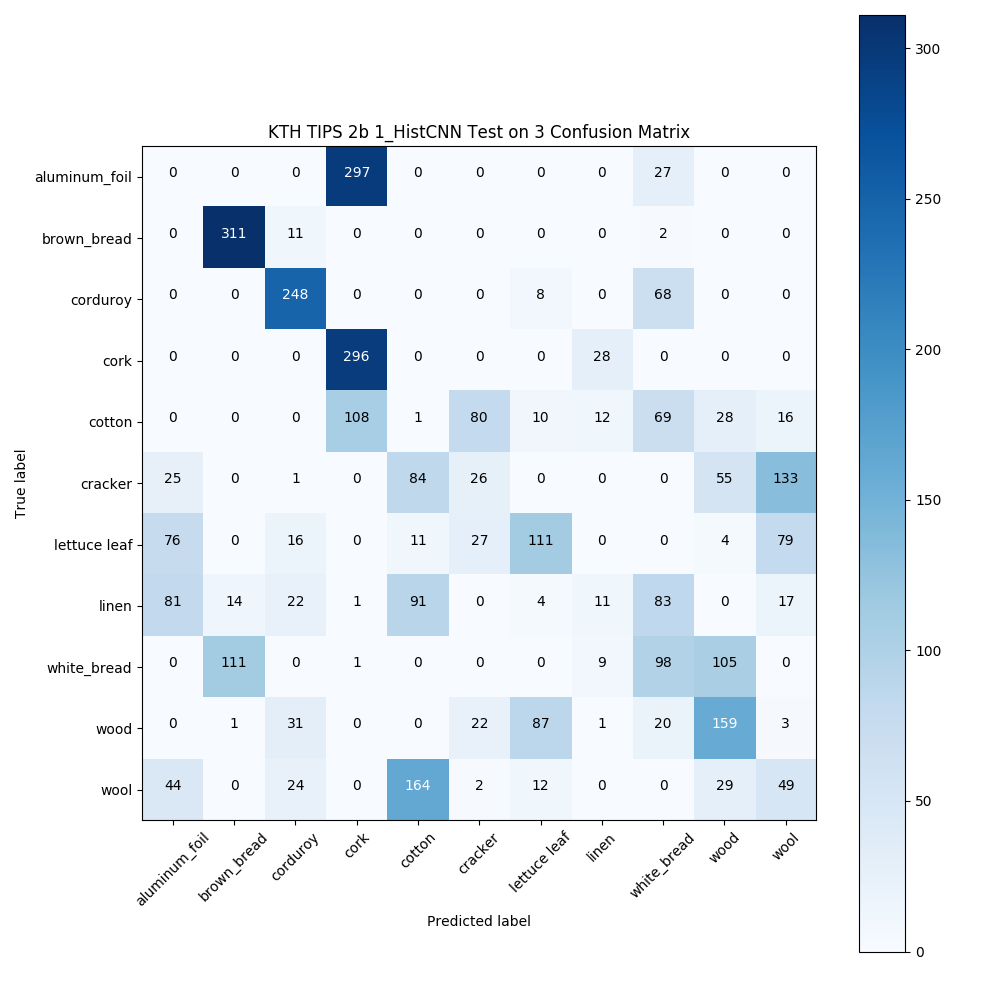 KTH TIPS 2b 1_HistCNN Test on 3 Confusion Matrix
True label
aluminum_foil 0 0 0 297 0 0 0 0 27 0 0
brown_bread 0 311 11 0 0 0 0 0 2 0 0
corduroy 0 0 248 0 0 0 8 0 68 0 0
cork 0 0 0 296 0 0 0 28 0 0 0
cotton 0 0 0 108 1 80 10 12 69 28 16
cracker 25 0 1 0 84 26 0 0 0 55 133
lettuce leaf 76 0 16 0 11 27 111 0 0 4 79
linen 81 14 22 1 91 0 4 11 83 0 17
white_bread 0 111 0 1 0 0 0 9 98 105 0
wood 0 1 31 0 0 22 87 1 20 159 3
wool 44 0 24 0 164 2 12 0 0 29 49
aluminum_foil brown_bread corduroy cork cotton cracker lettuce leaf linen white_bread wood wool
Predicted label
300
250
200
150
100
50
0